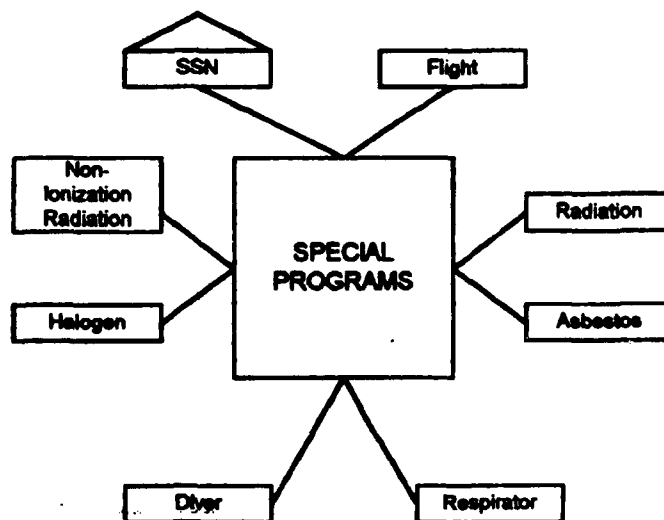 SSN
Flight
Non-
Ionization
Radiation
Radiation
SPECIAL
PROGRAMS
Halogen
Asbestos
Diver
Respirator